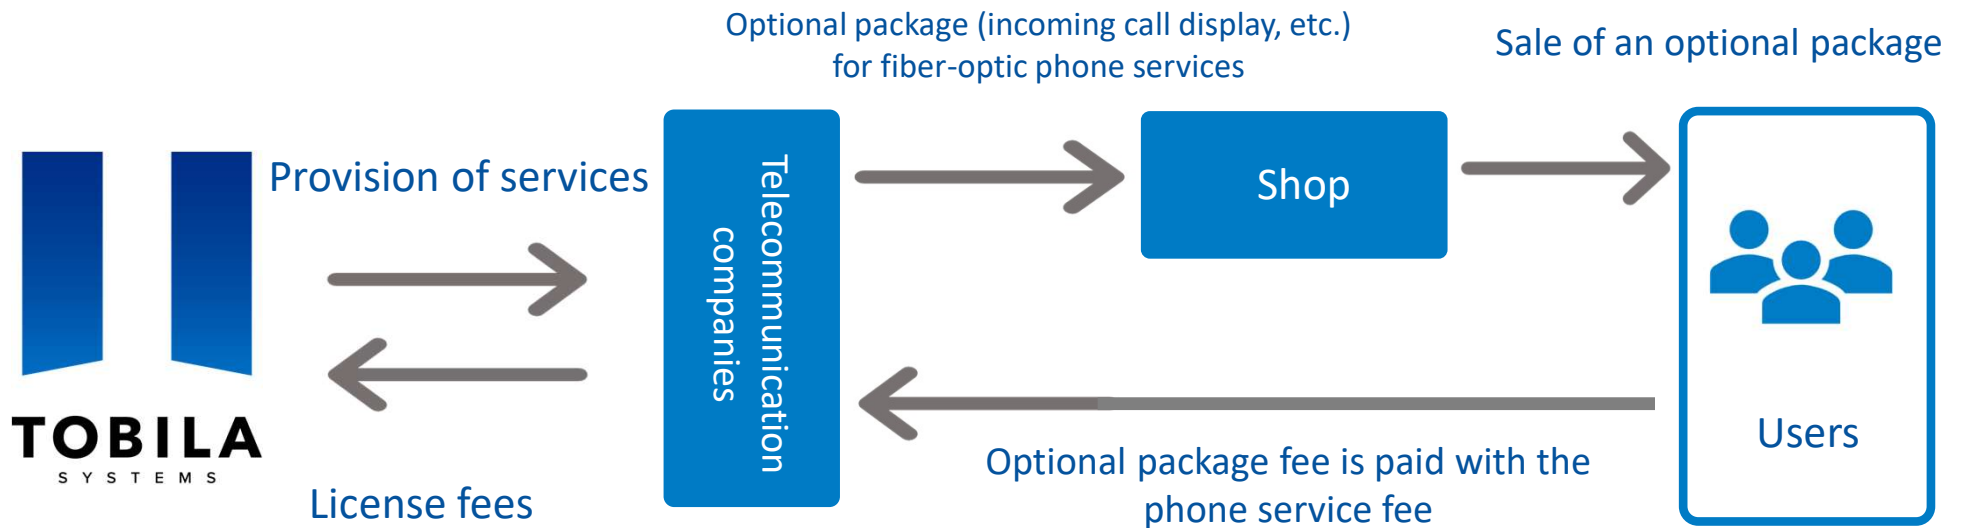 Optional package (incoming call display, etc.)
for fiber-optic phone services
Sale of an optional package
Provision of services
Telecommunication
companies
Shop
TOBILA
SYSTEMS
License fees
Optional package fee is paid with the
phone service fee
Users